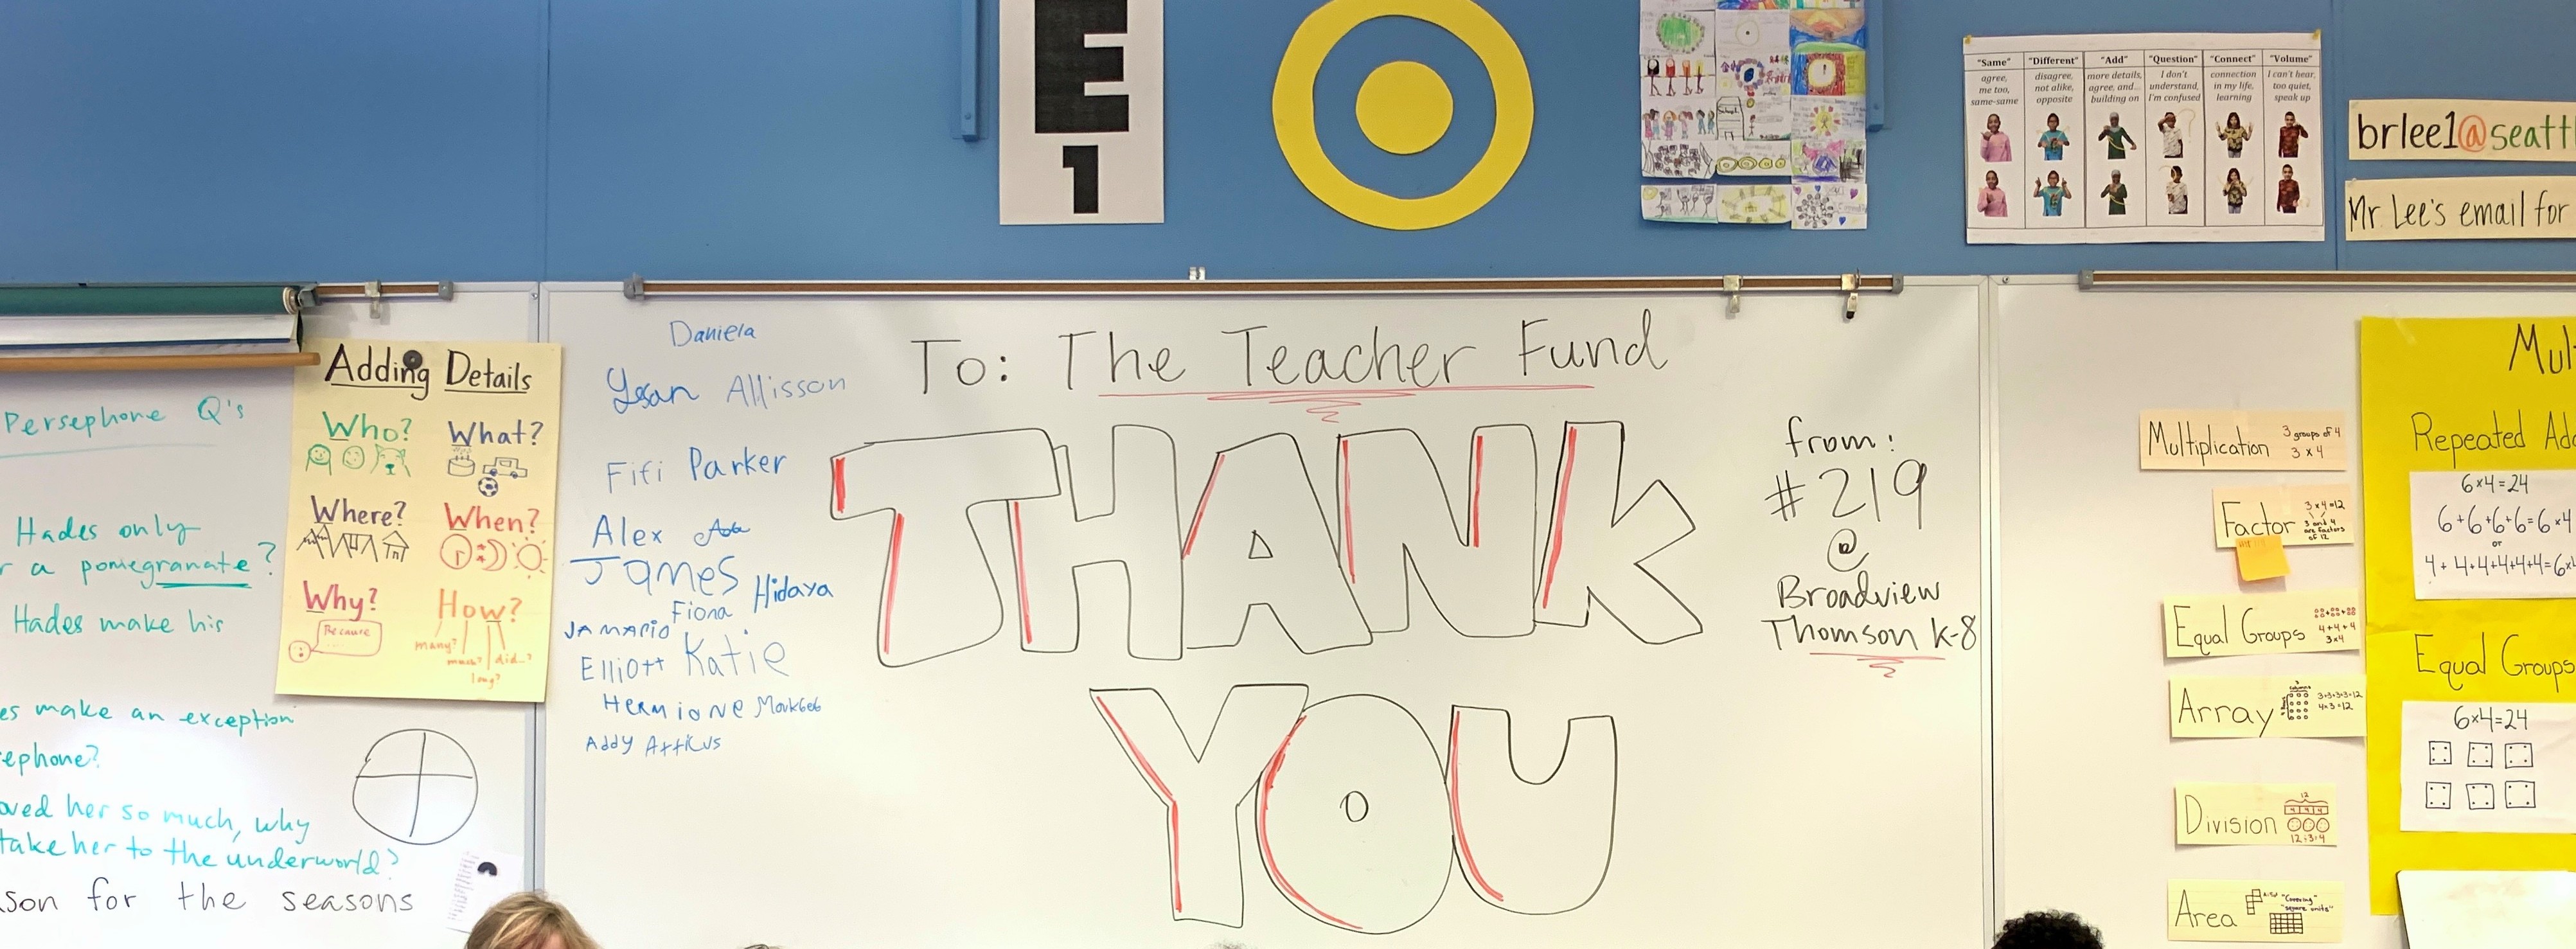 E
1
"Same"
agree,
me too,
same-same
"Different"
disagree,
not alike,
opposite
"Add"
more details,
agree, and...
building on
"Question"
I don't
understand,
I'm confused
"Connect"
connection
in my life,
learning
"Volume"
I can't hear,
too quiet,
speak up
brlee1@seattl
Mr. Lee's email for
Persephone Q's
Hades only
r a pomegranate?
Hades make his
es make an exception
ephone?
oved her so much, why
take her to the underworld?
son for the seasons
Adding Details
Who? What?
Where? When?
Why? How?
Because
many?
much? did...?
long?
Daniela
Allisson
Fifi Parker
Alex
James
Hidaya
Fiona
JAMARIO
Elliott Katie
Hermione
Addy Atticus
To: The Teacher Fund
THANK
YOU
from:
#219
@
Broadview
Thomson K-8
Multiplication 3 groups of 4
3 x 4
Factor 3 x 4 = 12
3 and 4
are factors
of 12
Equal Groups 4+4+4
3x4
Array 3+3+3+3=12
4x3=12
Division 12
4 4 4
12÷3=4
Area "Covering"
"square units"
Mul
Repeated Ad
6×4=24
6+6+6+6=6×4
or
4+4+4+4+4+4=6×
Equal Groups
6×4=24